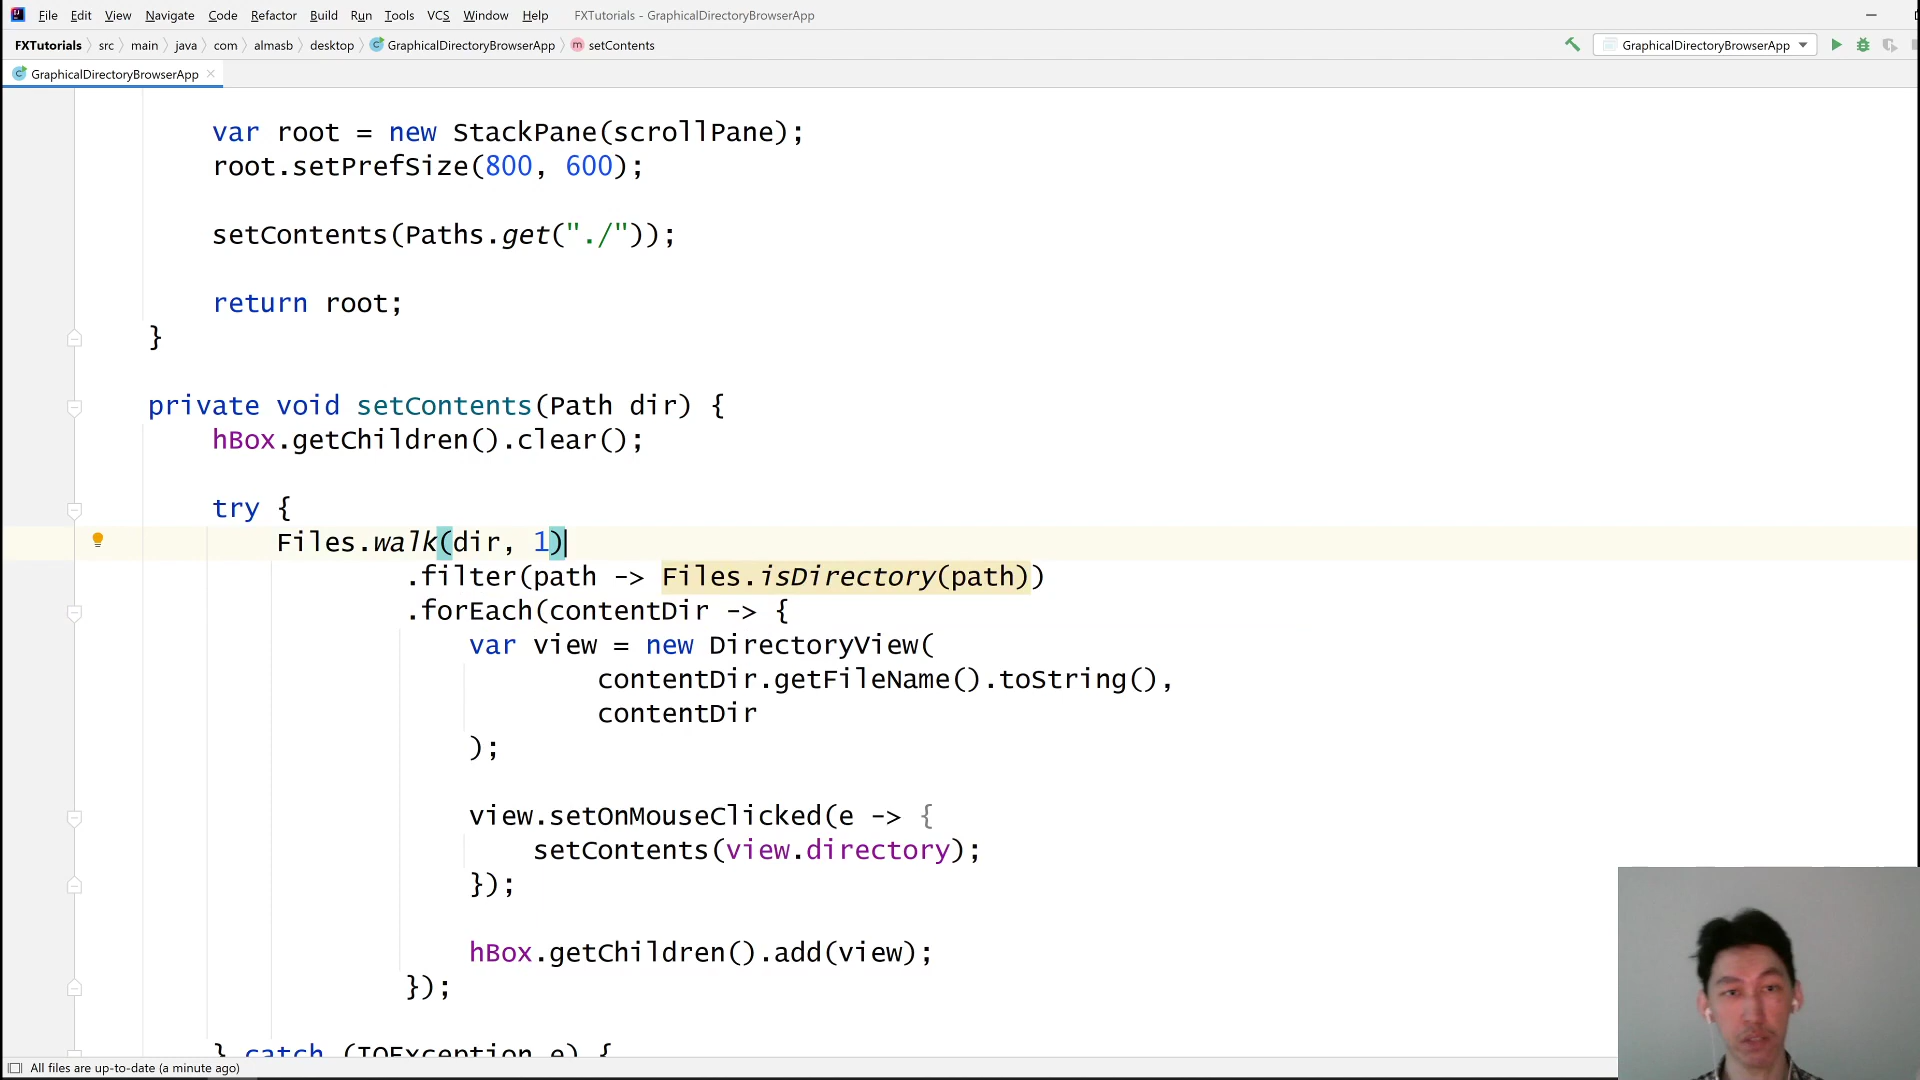 File Edit View Navigate Code Refactor Build Run Tools VCS Window Help FXTutorials - GraphicalDirectoryBrowserApp
FXTutorials src main java com almasb desktop GraphicalDirectoryBrowserApp m setContents GraphicalDirectoryBrowserApp
GraphicalDirectoryBrowserApp
var root = new StackPane(scrollPane);
root.setPrefSize(800, 600);
setContents(Paths.get("./"));
return root;
}
private void setContents(Path dir) {
hBox.getChildren().clear();
try {
Files.walk(dir, 1)
.filter(path -> Files.isDirectory(path))
.forEach(contentDir -> {
var view = new DirectoryView(
contentDir.getFileName().toString(),
contentDir
);
view.setOnMouseClicked(e -> {
setContents(view.directory);
});
hBox.getChildren().add(view);
});
} catch (IOException e) {
All files are up-to-date (a minute ago)